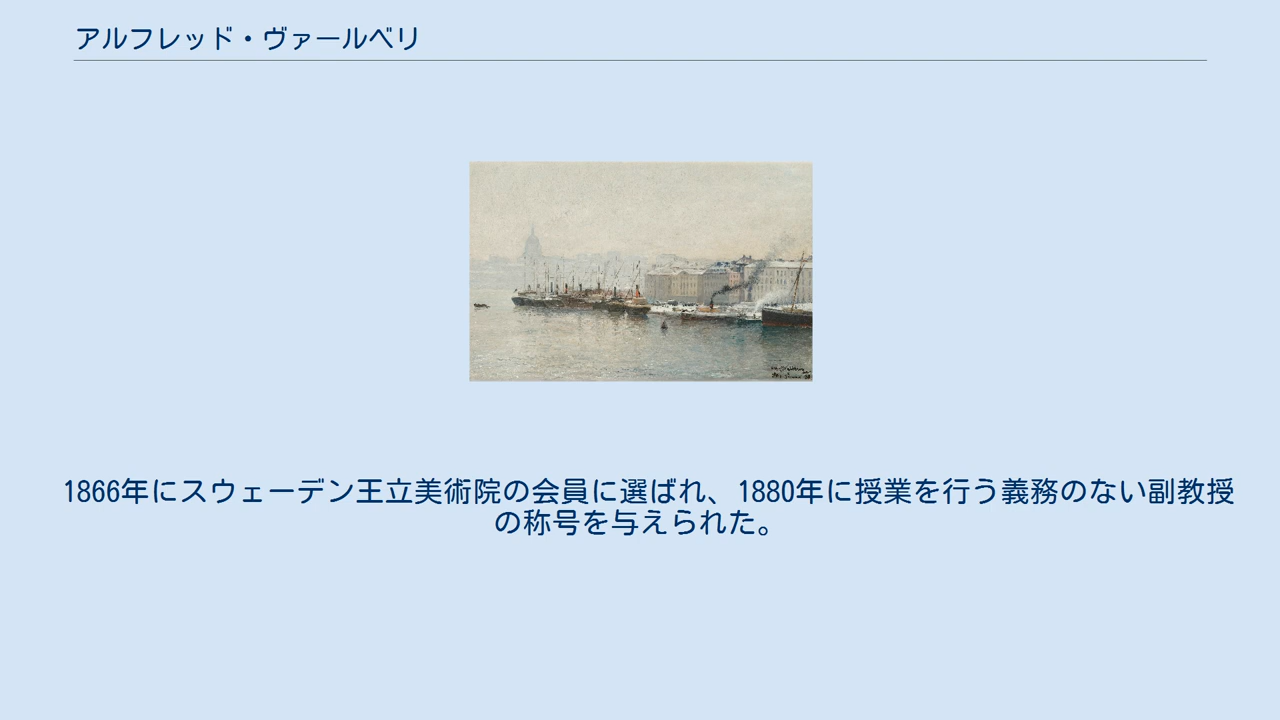 アルフレッド・ヴァールベリ
1866年にスウェーデン王立美術院の会員に選ばれ、1880年に授業を行う義務のない副教授
の称号を与えられた。